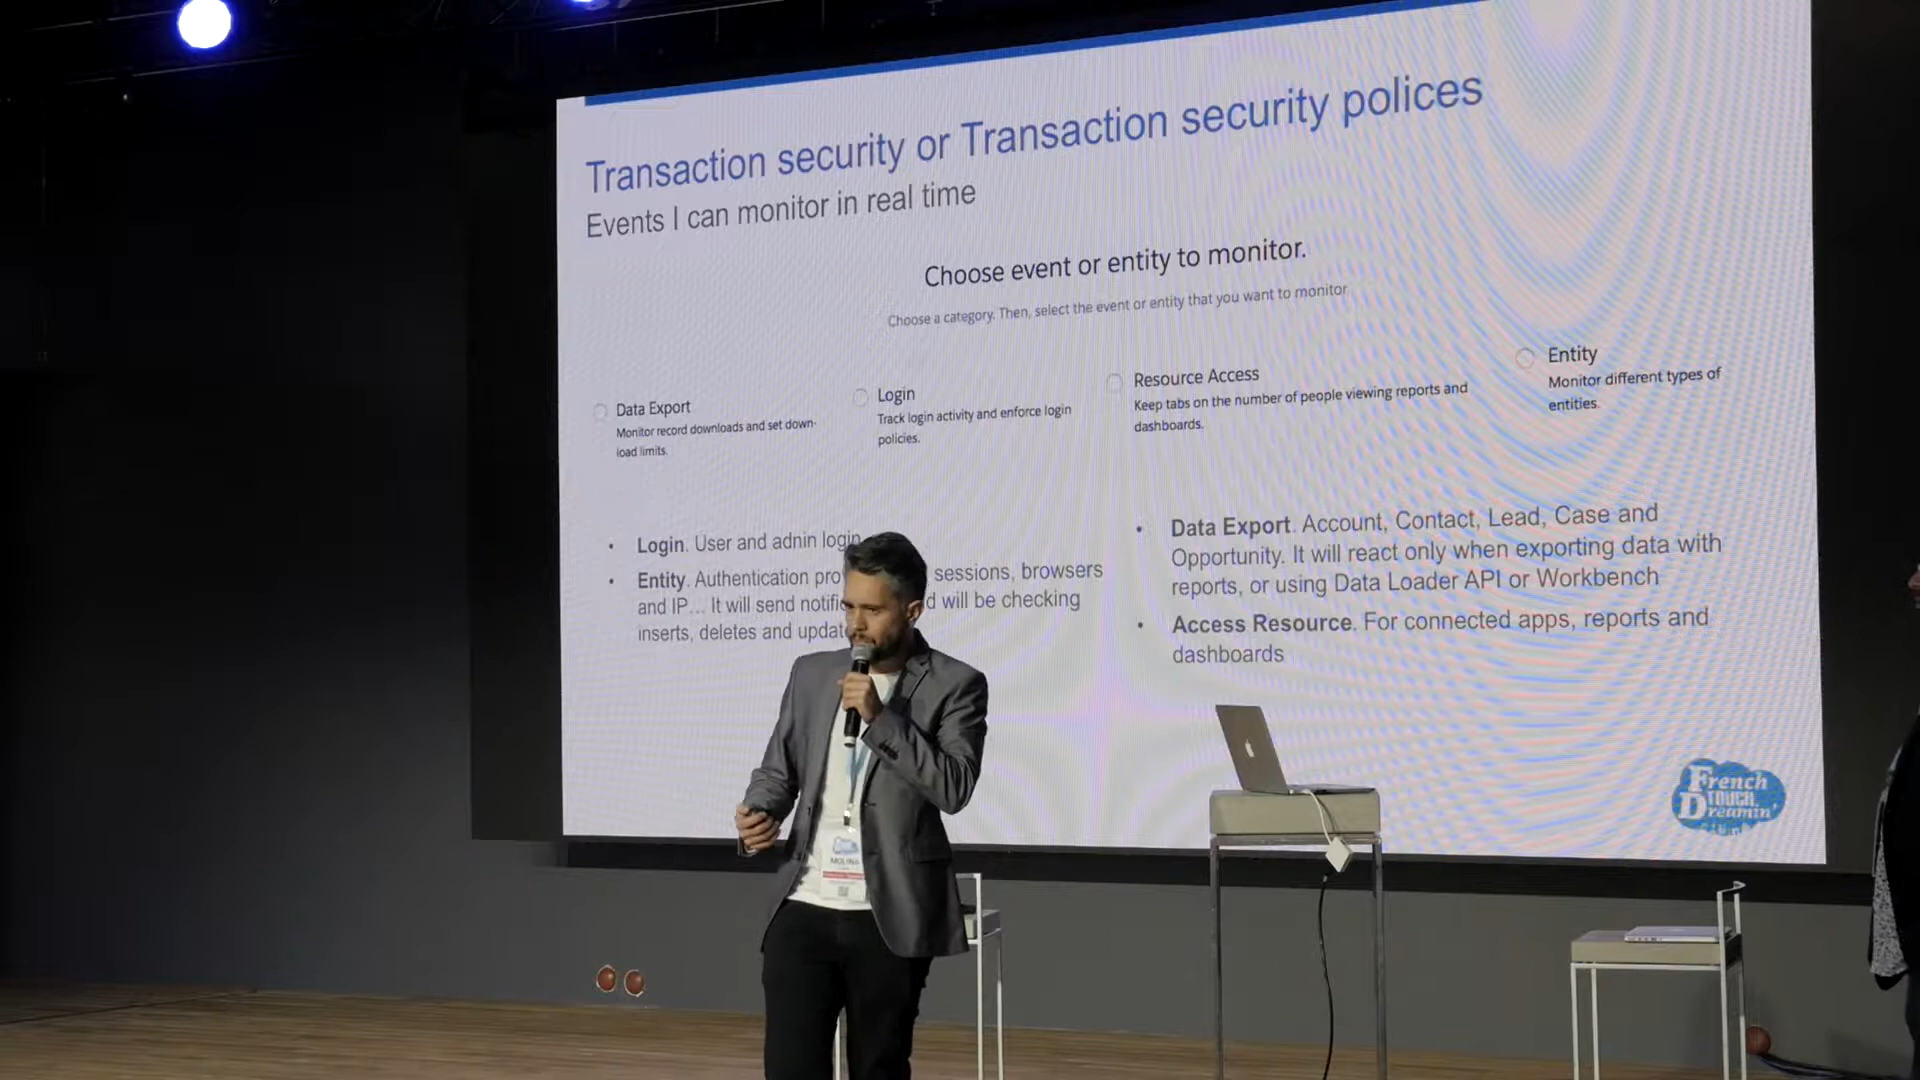 Transaction security or Transaction security polices
Events I can monitor in real time
Choose event or entity to monitor.
Choose a category. Then, select the event or entity that you want to monitor
Data Export
Monitor record downloads and set down-
load limits.
Login
Track login activity and enforce login
policies.
Resource Access
Keep tabs on the number of people viewing reports and
dashboards.
Entity
Monitor different types of
entities.
• Login. User and adnin login
• Entity. Authentication sessions, browsers
and IP... It will send will be checking
inserts, deletes and
• Data Export. Account, Contact, Lead, Case and
Opportunity. It will react only when exporting data with
reports, or using Data Loader API or Workbench
• Access Resource. For connected apps, reports and
dashboards
French
TOUCH
Dreamin'
MOLINA